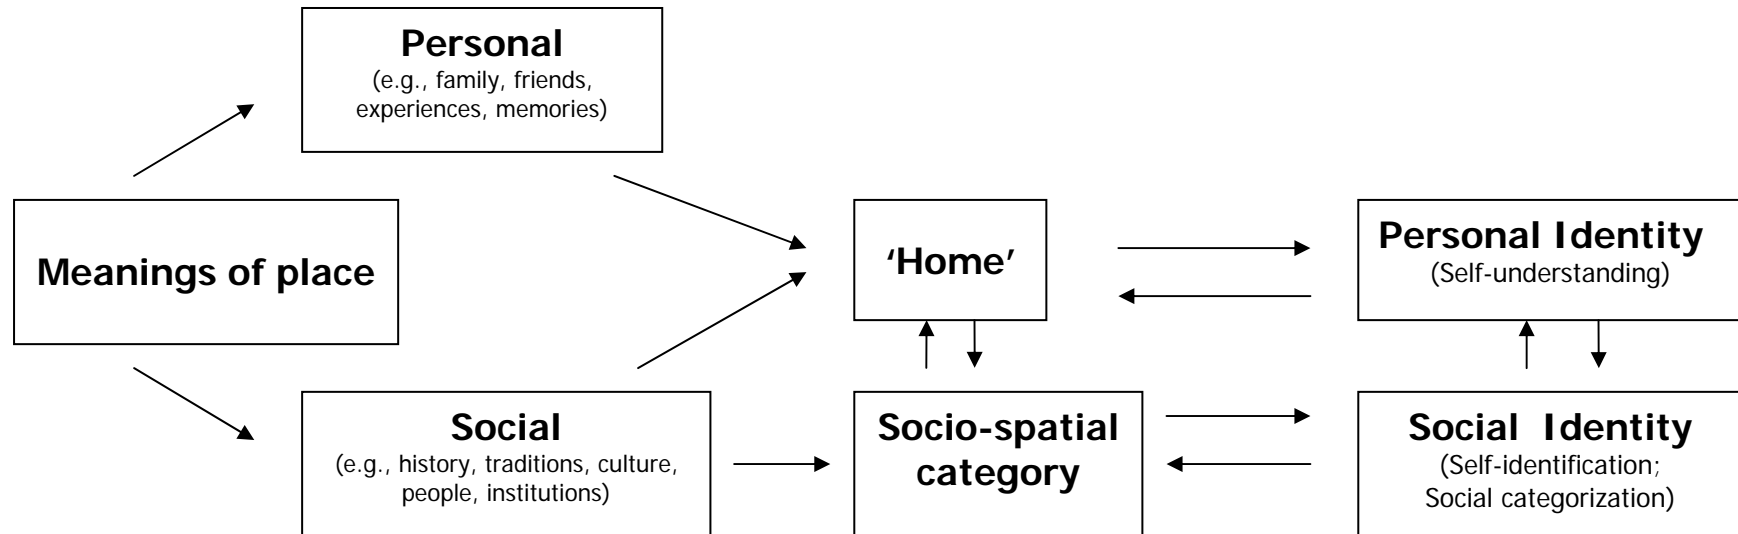 Personal
(e.g., family, friends,
experiences, memories)
Meanings of place
‘Home’
Personal Identity
(Self-understanding)
Social
(e.g., history, traditions, culture,
people, institutions)
Socio-spatial
category
Social Identity
(Self-identification;
Social categorization)